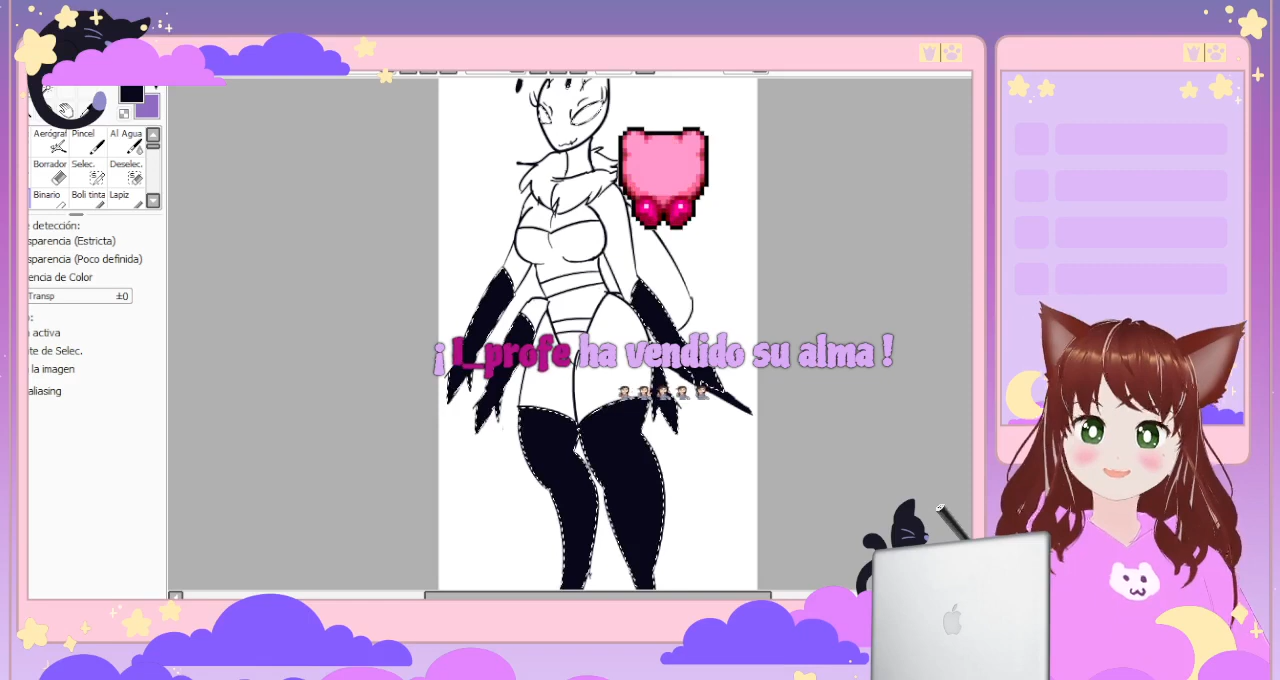 Aerógraf Pincel Al Agua
Borrador Selec. Deselec.
Binario Boli tinta Lapiz
e detección:
sparencia (Estricta)
sparencia (Poco definida)
encia de Color
Transp ±0
o:
n activa
te de Selec.
la imagen
aliasing
¡ l_profe ha vendido su alma !